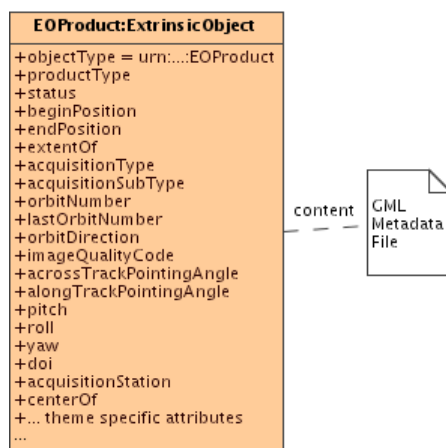 EOProduct:ExtrinsicObject
+objectType = urn:...:EOProduct
+productType
+status
+beginPosition
+endPosition
+extentOf
+acquisitionType
+acquisitionSubType
+orbitNumber
+lastOrbitNumber
+orbitDirection
+imageQualityCode
+acrossTrackPointingAngle
+alongTrackPointingAngle
+pitch
+roll
+yaw
+doi
+acquisitionStation
+centerOf
+... theme specific attributes
...
content
GML
Metadata
File